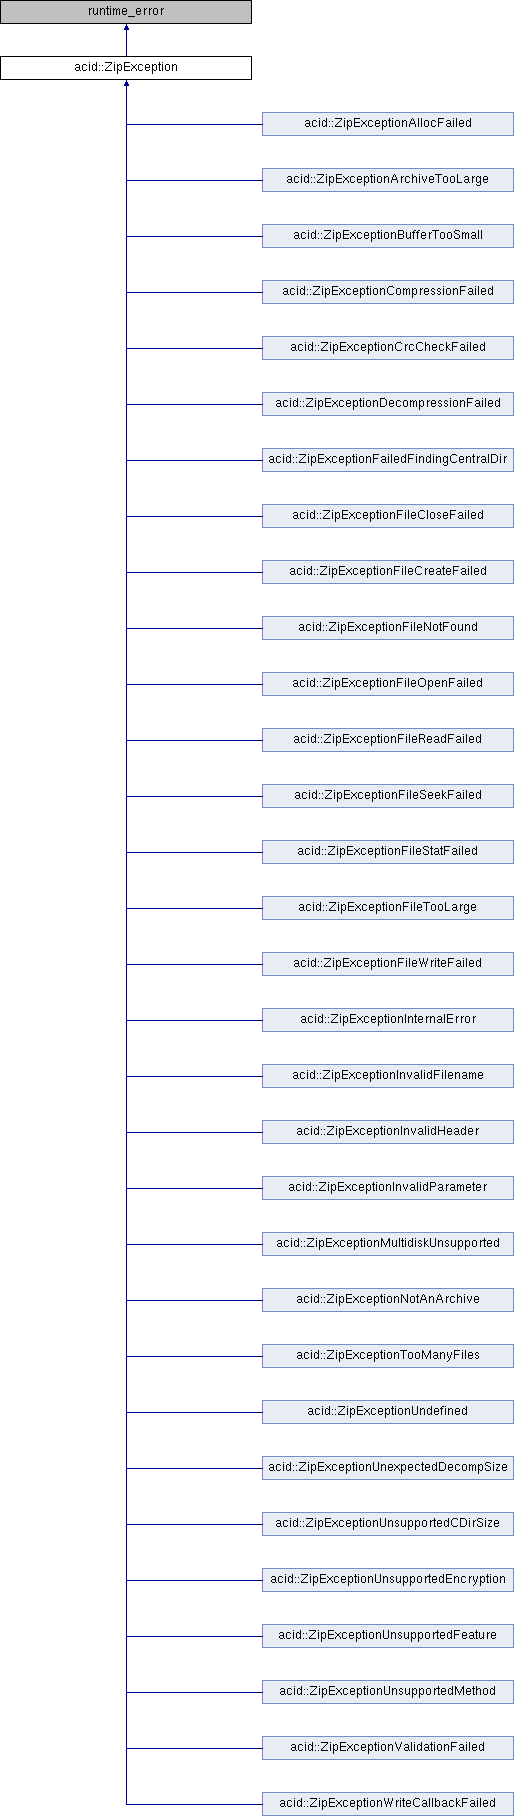 runtime_error
acid::ZipException
acid::ZipExceptionAllocFailed
acid::ZipExceptionArchiveTooLarge
acid::ZipExceptionBufferTooSmall
acid::ZipExceptionCompressionFailed
acid::ZipExceptionCrcCheckFailed
acid::ZipExceptionDecompressionFailed
acid::ZipExceptionFailedFindingCentralDir
acid::ZipExceptionFileCloseFailed
acid::ZipExceptionFileCreateFailed
acid::ZipExceptionFileNotFound
acid::ZipExceptionFileOpenFailed
acid::ZipExceptionFileReadFailed
acid::ZipExceptionFileSeekFailed
acid::ZipExceptionFileStatFailed
acid::ZipExceptionFileTooLarge
acid::ZipExceptionFileWriteFailed
acid::ZipExceptionInternalError
acid::ZipExceptionInvalidFilename
acid::ZipExceptionInvalidHeader
acid::ZipExceptionInvalidParameter
acid::ZipExceptionMultidiskUnsupported
acid::ZipExceptionNotAnArchive
acid::ZipExceptionTooManyFiles
acid::ZipExceptionUndefined
acid::ZipExceptionUnexpectedDecompSize
acid::ZipExceptionUnsupportedCDirSize
acid::ZipExceptionUnsupportedEncryption
acid::ZipExceptionUnsupportedFeature
acid::ZipExceptionUnsupportedMethod
acid::ZipExceptionValidationFailed
acid::ZipExceptionWriteCallbackFailed